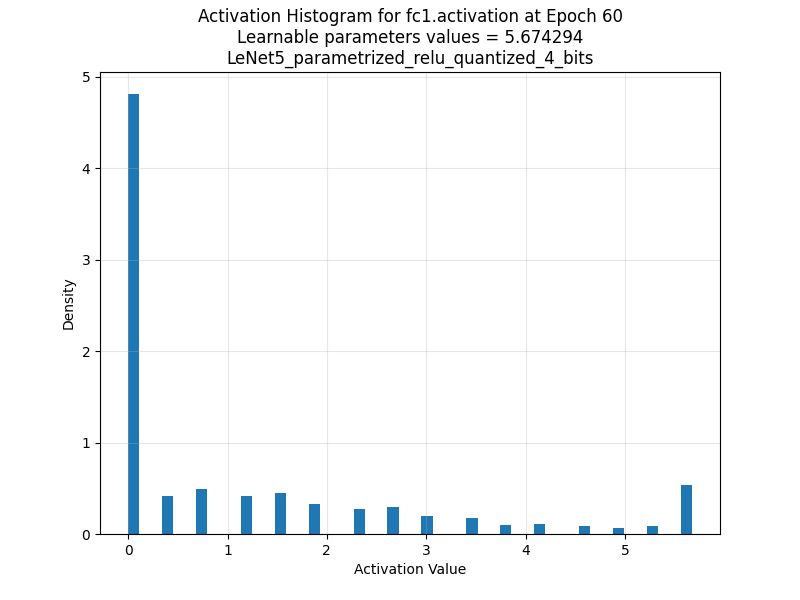 Activation Histogram for fc1.activation at Epoch 60
Learnable parameters values = 5.674294
LeNet5_parametrized_relu_quantized_4_bits
Density
5
4
3
2
1
0
0 1 2 3 4 5
Activation Value